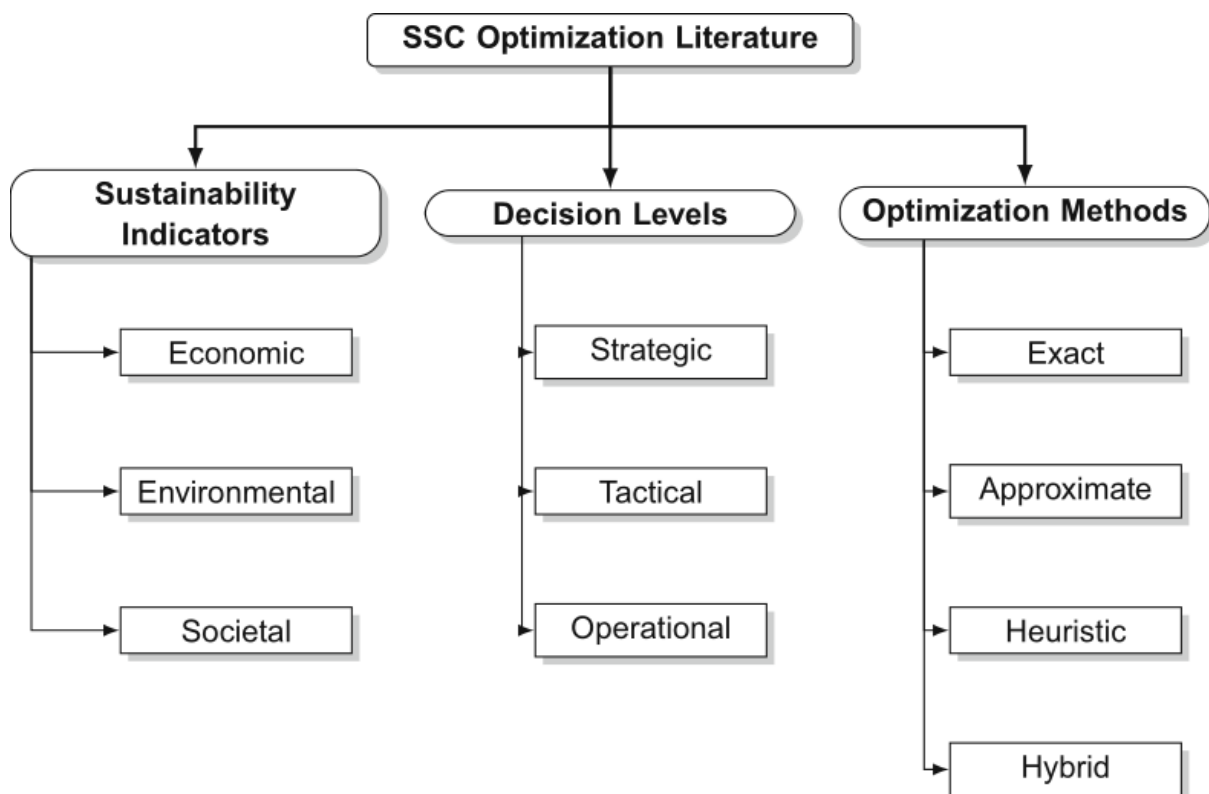 SSC Optimization Literature
Sustainability
Indicators
Economic
Environmental
Societal
Decision Levels
Strategic
Tactical
Operational
Optimization Methods
Exact
Approximate
Heuristic
Hybrid